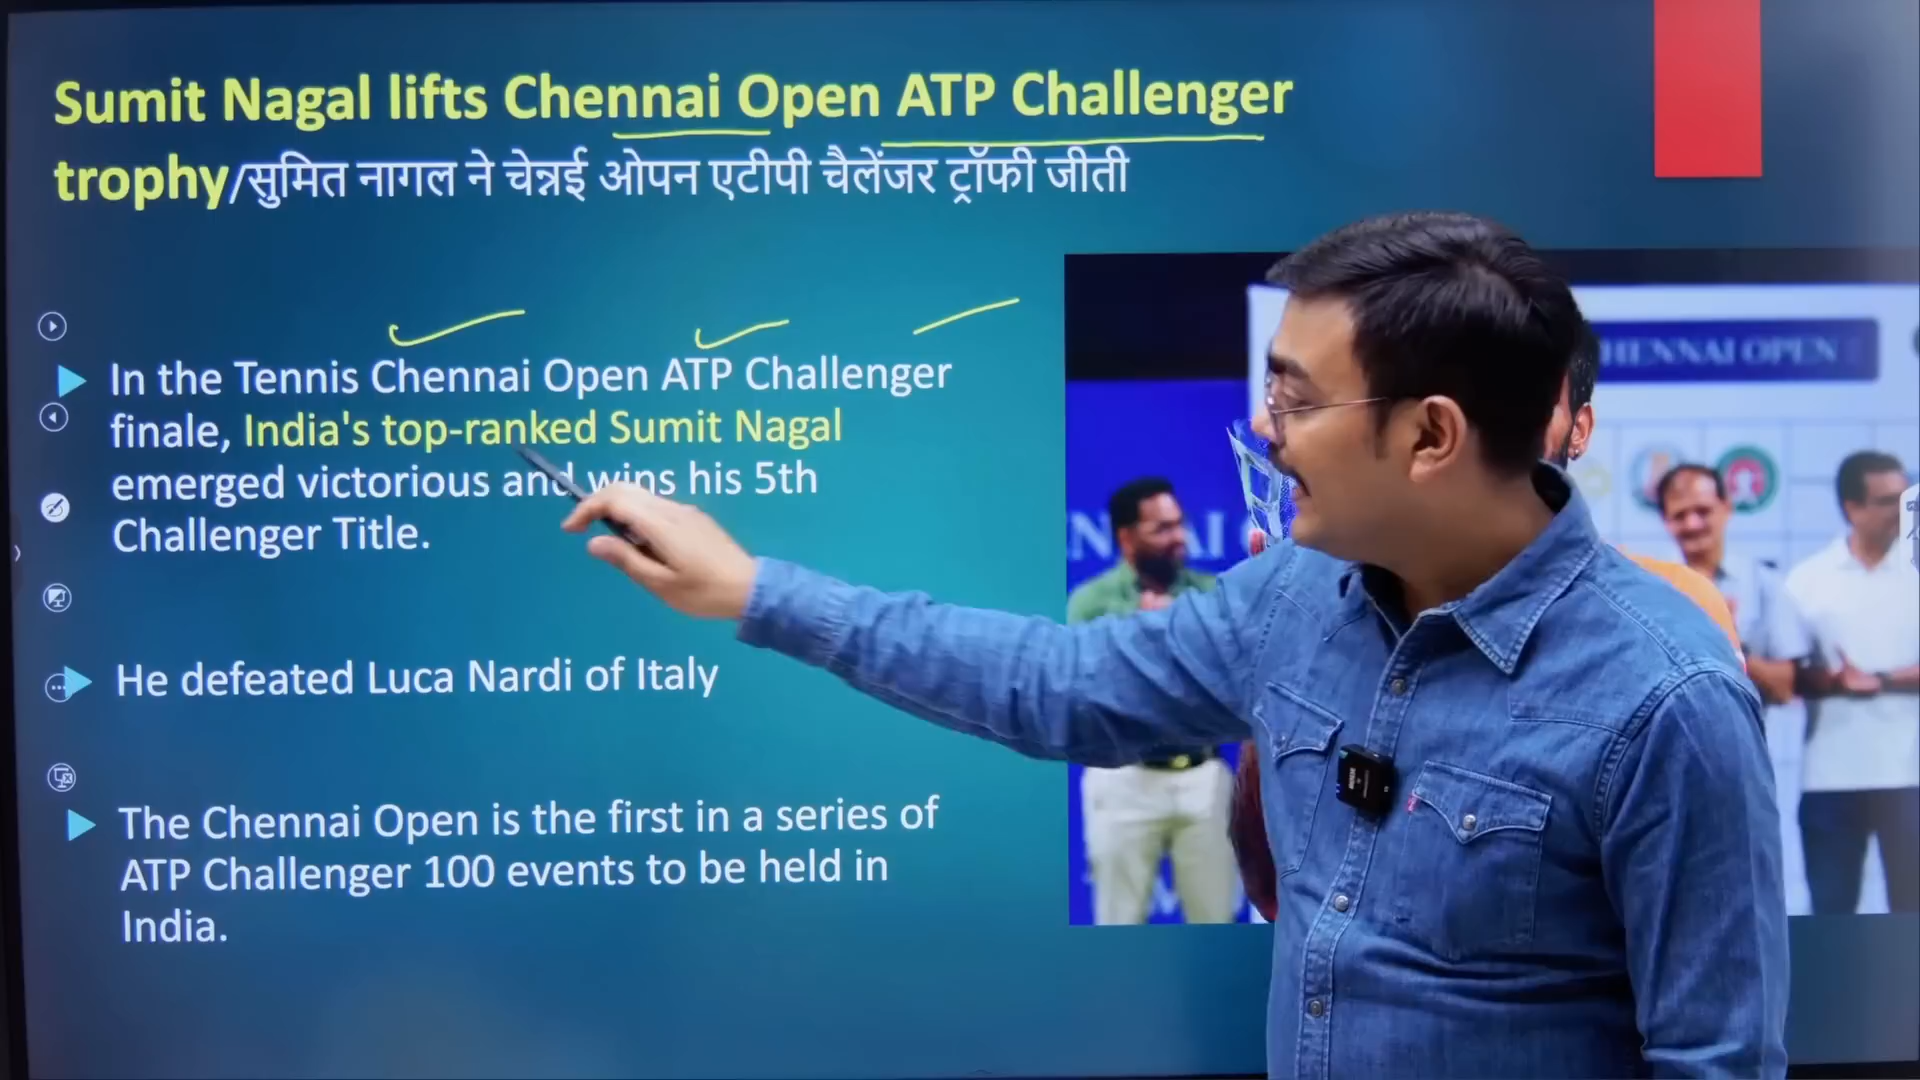 Sumit Nagal lifts Chennai Open ATP Challenger
trophy/सुमित नागल ने चेन्नई ओपन एटीपी चैलेंजर ट्रॉफी जीती
In the Tennis Chennai Open ATP Challenger
finale, India's top-ranked Sumit Nagal
emerged victorious and wins his 5th
Challenger Title.
He defeated Luca Nardi of Italy
The Chennai Open is the first in a series of
ATP Challenger 100 events to be held in
India.
HENNAI OPEN
NNAI